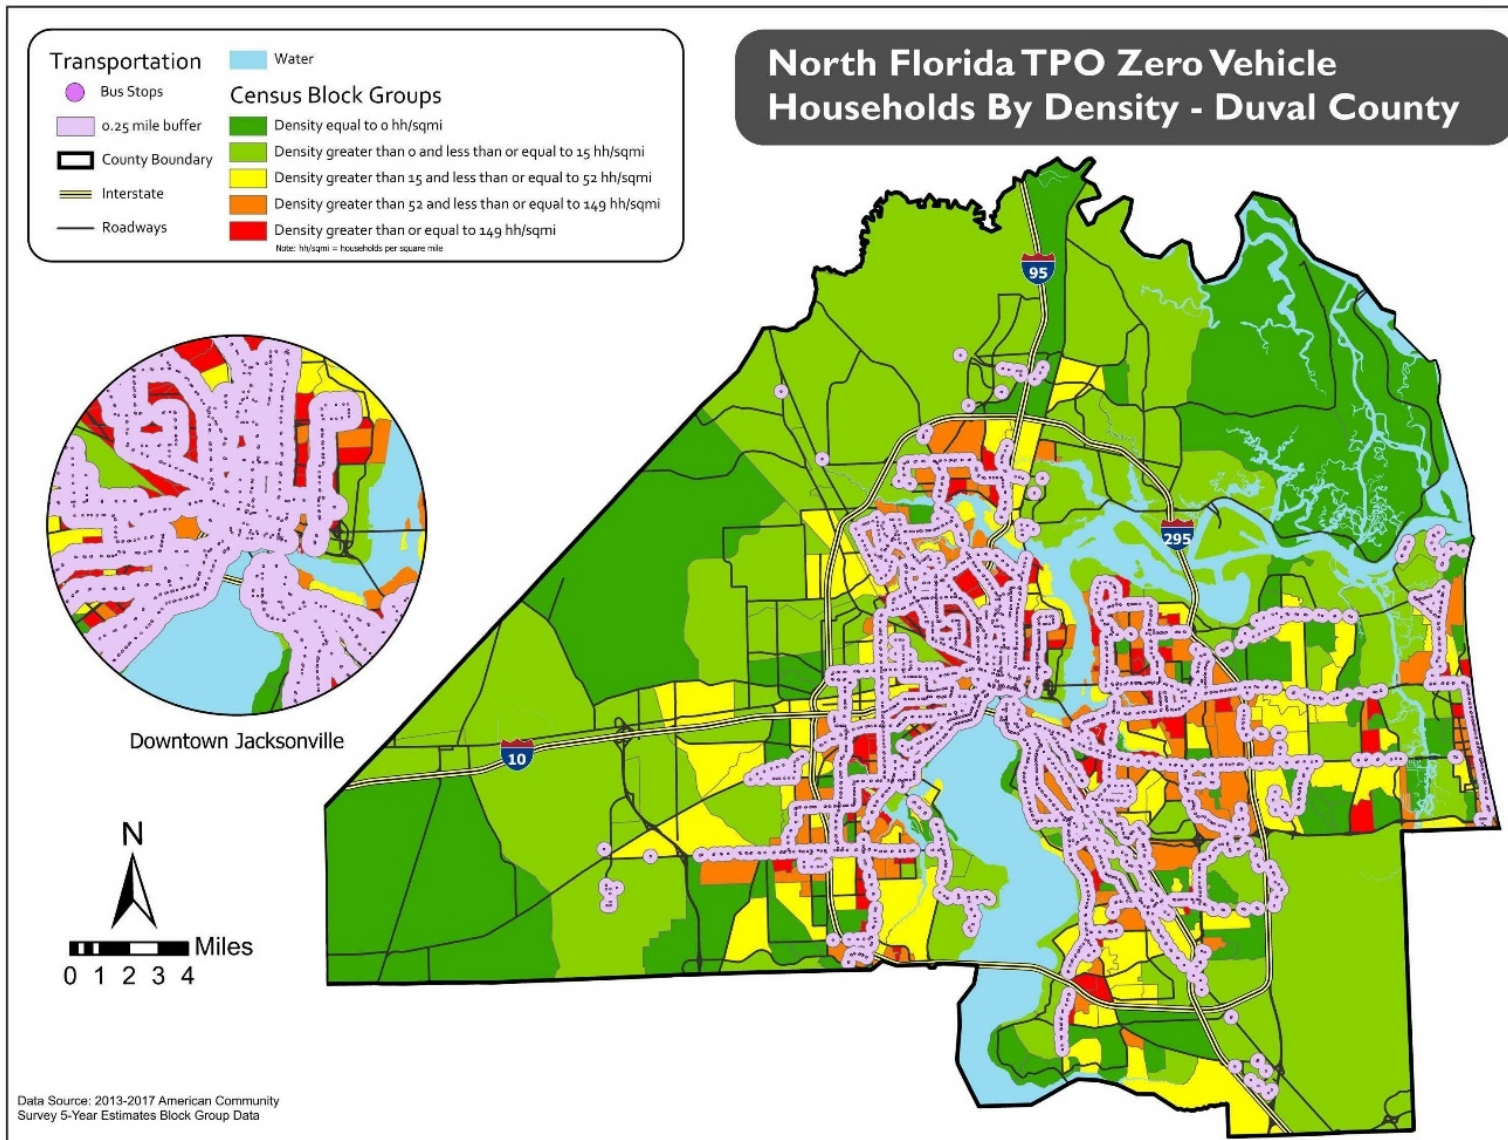 North Florida TPO Zero Vehicle
Households By Density - Duval County
Transportation
Bus Stops
0.25 mile buffer
County Boundary
Interstate
Roadways
Water
Census Block Groups
Density equal to 0 hh/sqmi
Density greater than 0 and less than or equal to 15 hh/sqmi
Density greater than 15 and less than or equal to 52 hh/sqmi
Density greater than 52 and less than or equal to 149 hh/sqmi
Density greater than or equal to 149 hh/sqmi
Note: hh/sqmi = households per square mile
95
295
10
Downtown Jacksonville
N
Miles
0 1 2 3 4
Data Source: 2013-2017 American Community
Survey 5-Year Estimates Block Group Data